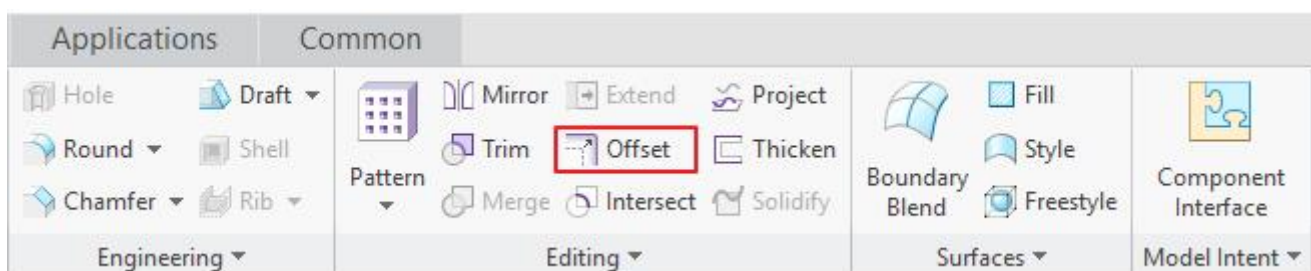 Applications Common
Hole Draft Mirror Extend Project Fill
Round Shell Trim Offset Thicken Style
Pattern Boundary Blend Component Interface
Chamfer Rib Merge Intersect Solidify Freestyle
Engineering Editing Surfaces Model Intent